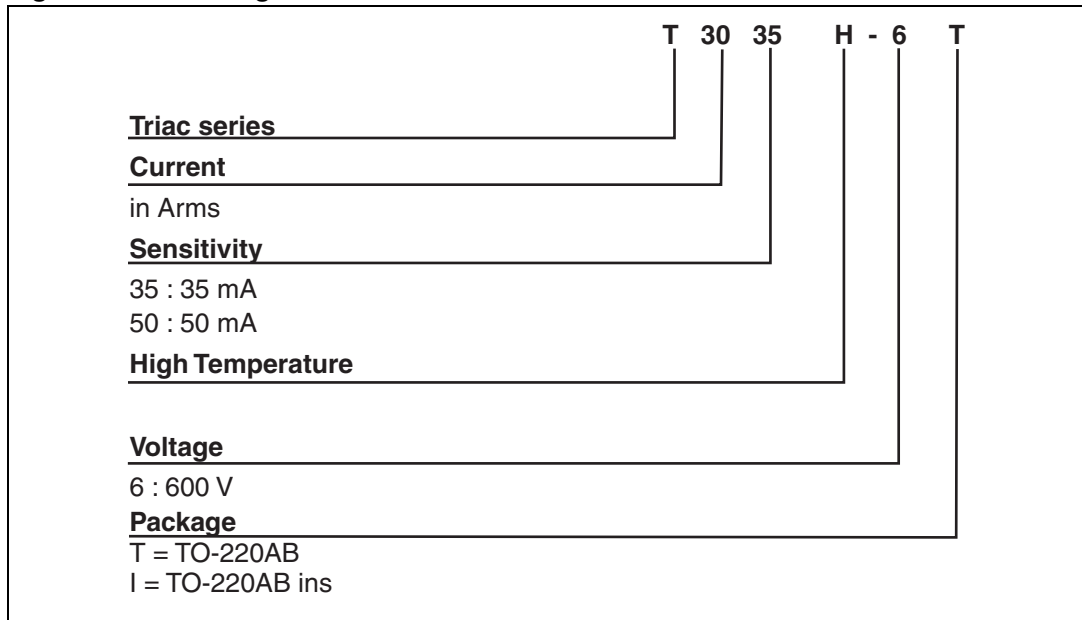 T 30 35 H - 6 T
Triac series
Current
in Arms
Sensitivity
35 : 35 mA
50 : 50 mA
High Temperature
Voltage
6 : 600 V
Package
T = TO-220AB
I = TO-220AB ins